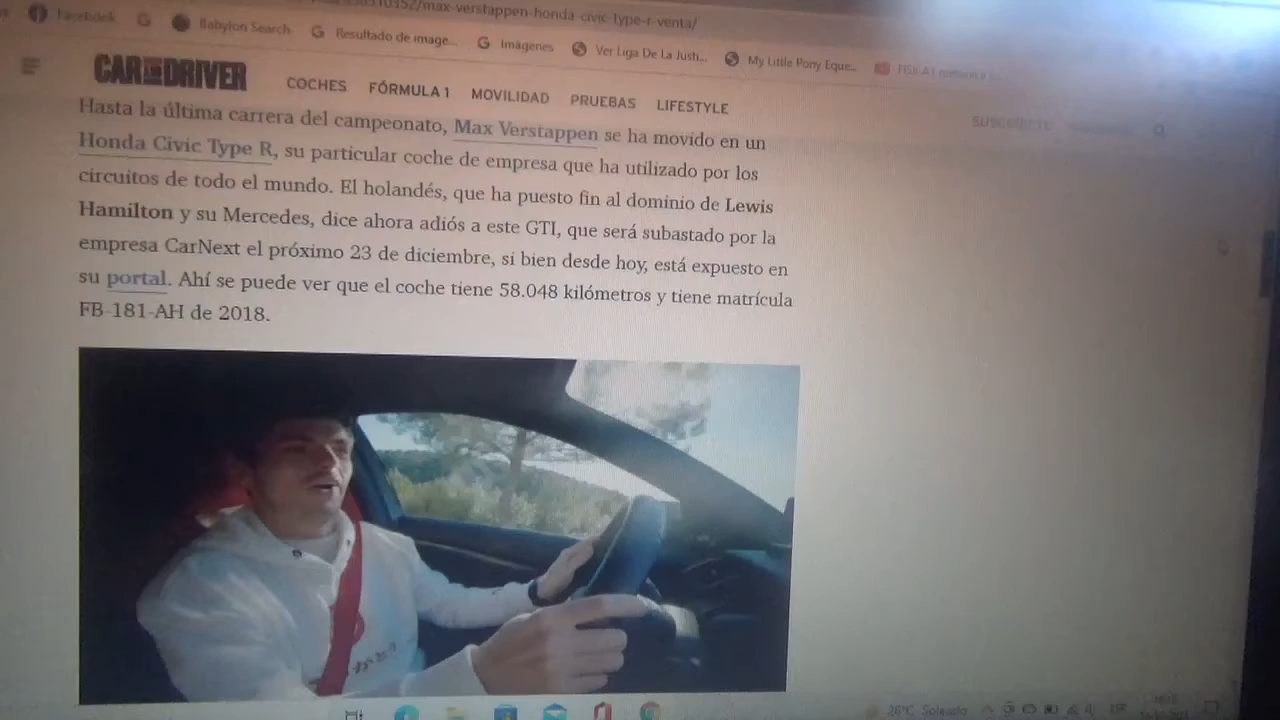 /max-verstappen-honda-civic-type-r-venta/
Facebook Babylon Search Resultado de image... Imágenes Ver Liga De La Justi... My Little Pony Eque...
CAR AND DRIVER COCHES FÓRMULA 1 MOVILIDAD PRUEBAS LIFESTYLE SUSCRÍBETE
Hasta la última carrera del campeonato, Max Verstappen se ha movido en un
Honda Civic Type R, su particular coche de empresa que ha utilizado por los
circuitos de todo el mundo. El holandés, que ha puesto fin al dominio de Lewis
Hamilton y su Mercedes, dice ahora adiós a este GTI, que será subastado por la
empresa CarNext el próximo 23 de diciembre, si bien desde hoy, está expuesto en
su portal. Ahí se puede ver que el coche tiene 58.048 kilómetros y tiene matrícula
FB-181-AH de 2018.
26°C Soleado